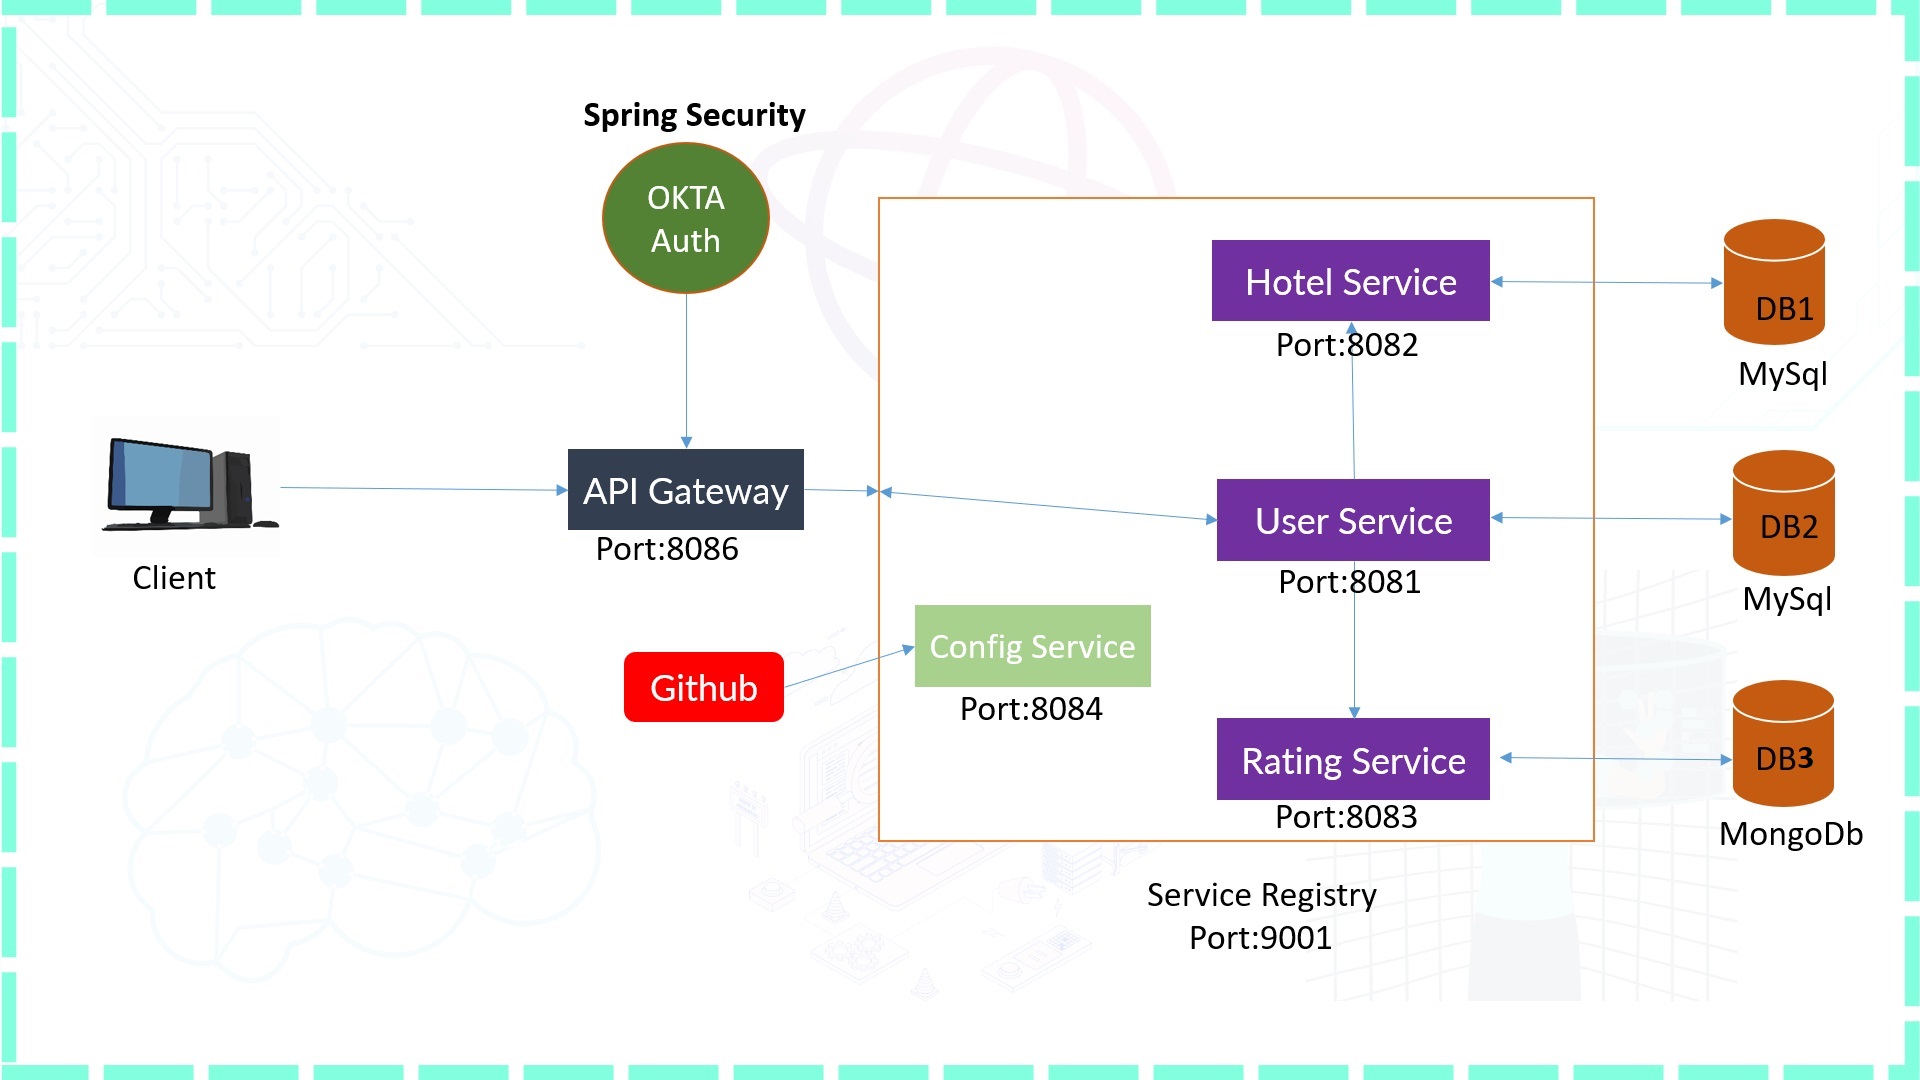 Spring Security
OKTA
Auth
Hotel Service
Port:8082
DB1
MySql
API Gateway
Port:8086
Client
User Service
Port:8081
DB2
MySql
Config Service
Port:8084
Github
Rating Service
Port:8083
DB3
MongoDb
Service Registry
Port:9001